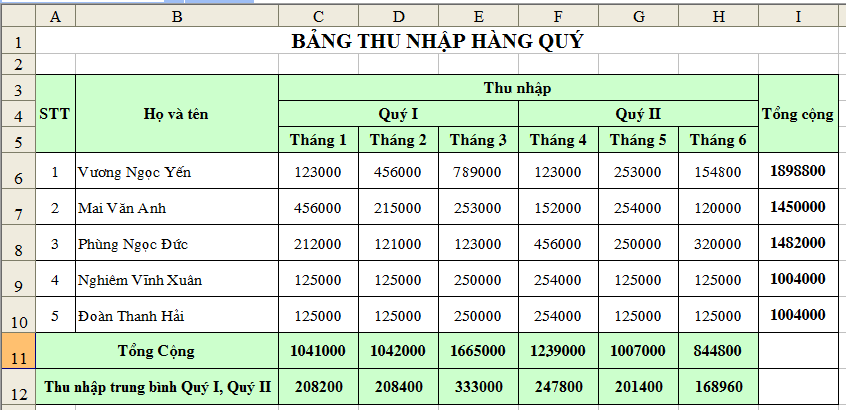 A B C D E F G H I
1 BẢNG THU NHẬP HÀNG QUÝ
2
3 Thu nhập
4 STT Họ và tên Quý I Quý II Tổng cộng
5 Tháng 1 Tháng 2 Tháng 3 Tháng 4 Tháng 5 Tháng 6
6 1 Vương Ngọc Yến 123000 456000 789000 123000 253000 154800 1898800
7 2 Mai Văn Anh 456000 215000 253000 152000 254000 120000 1450000
8 3 Phùng Ngọc Đức 212000 121000 123000 456000 250000 320000 1482000
9 4 Nghiêm Vĩnh Xuân 125000 125000 250000 254000 125000 125000 1004000
10 5 Đoàn Thanh Hải 125000 125000 250000 254000 125000 125000 1004000
11 Tổng Cộng 1041000 1042000 1665000 1239000 1007000 844800
12 Thu nhập trung bình Quý I, Quý II 208200 208400 333000 247800 201400 168960